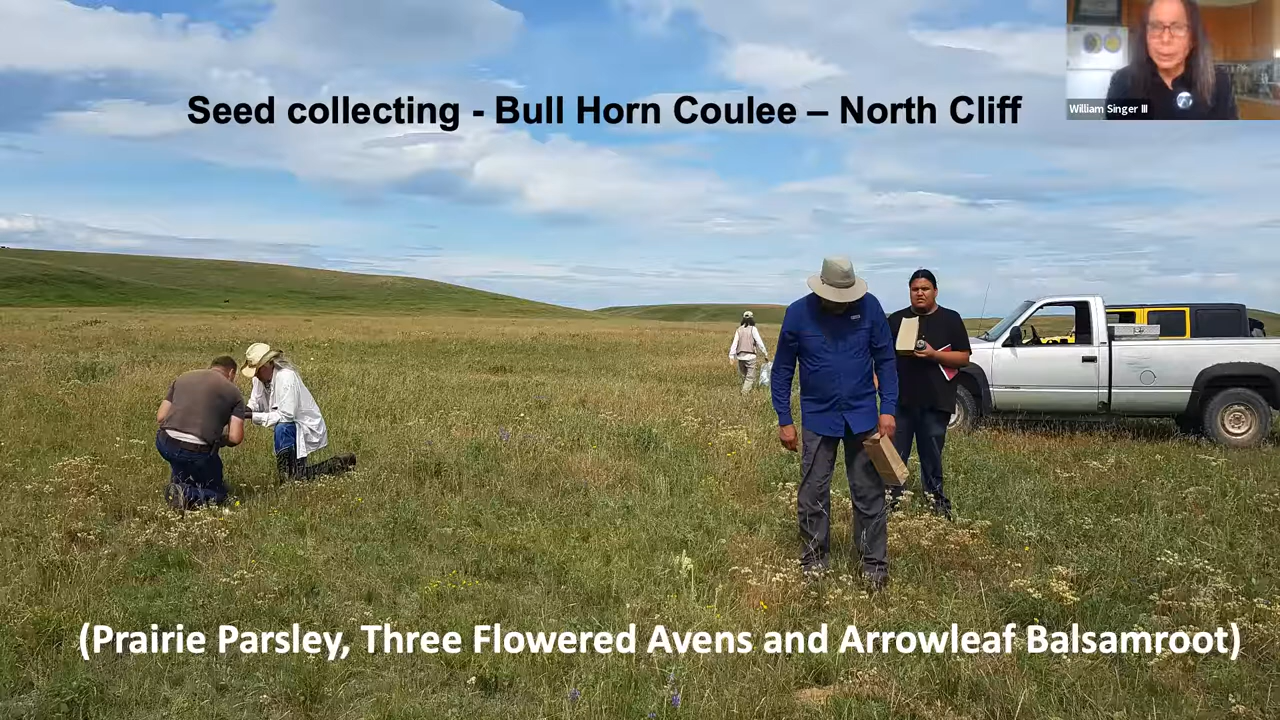 Seed collecting - Bull Horn Coulee – North Cliff
William Singer III
(Prairie Parsley, Three Flowered Avens and Arrowleaf Balsamroot)